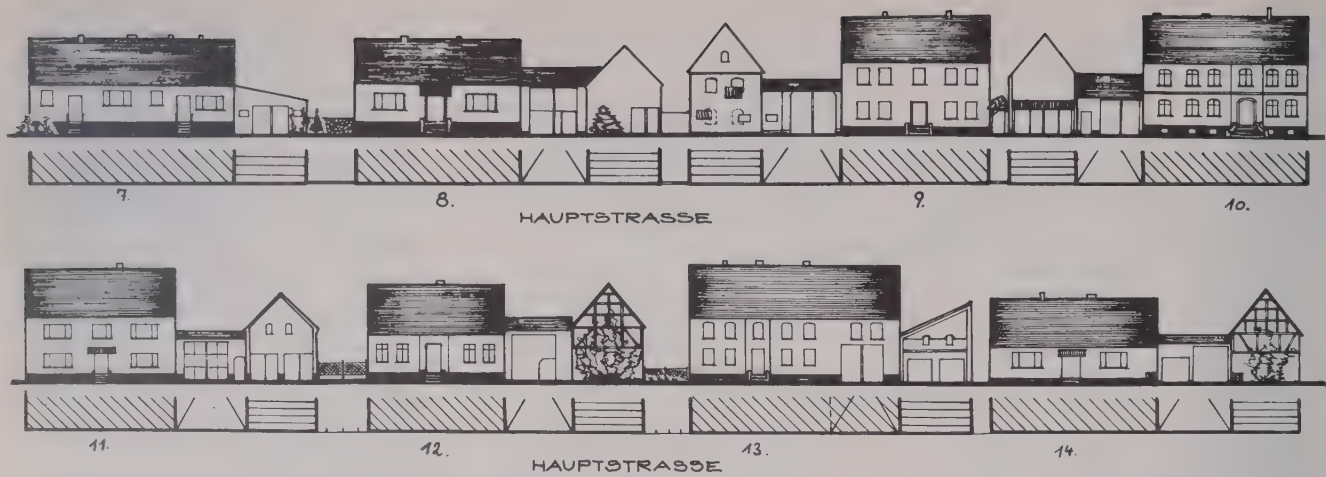 7. 8. 9. 10.
HAUPTSTRASSE
11. 12. 13. 14.
HAUPTSTRASSE